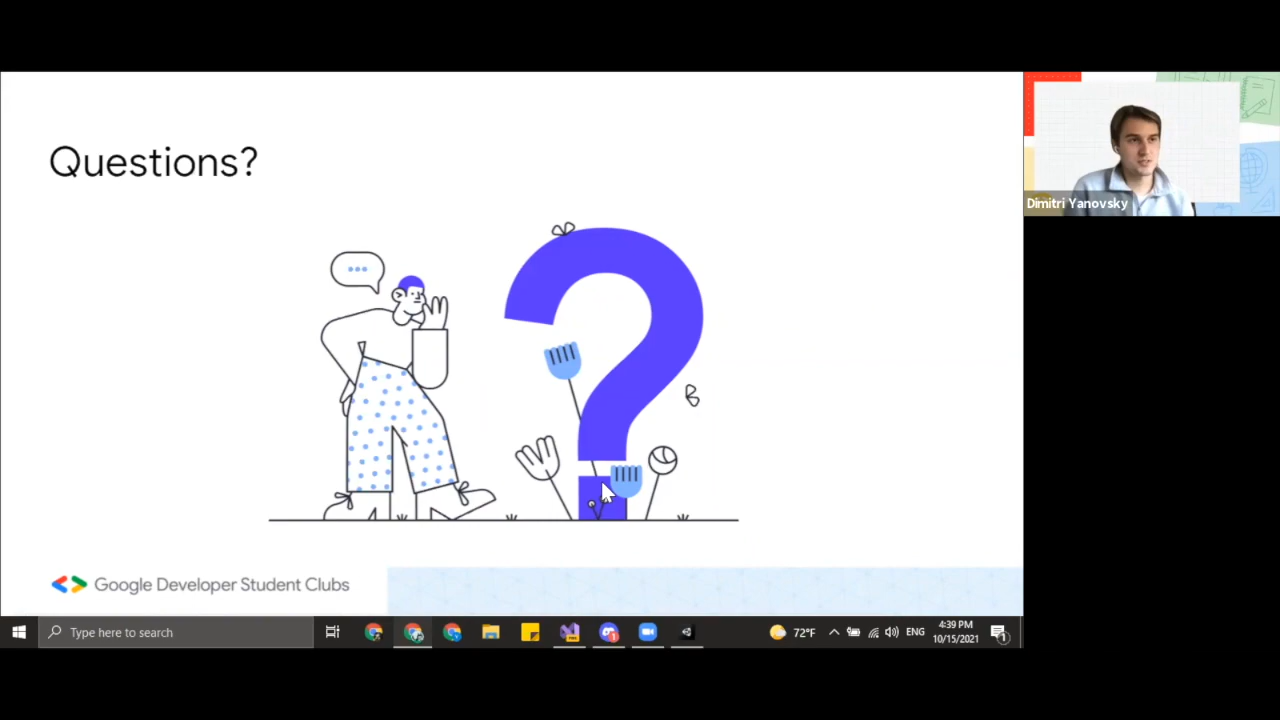 Questions?
Dimitri Yanovsky
Google Developer Student Clubs
Type here to search
72°F
ENG
4:39 PM
10/15/2021
1